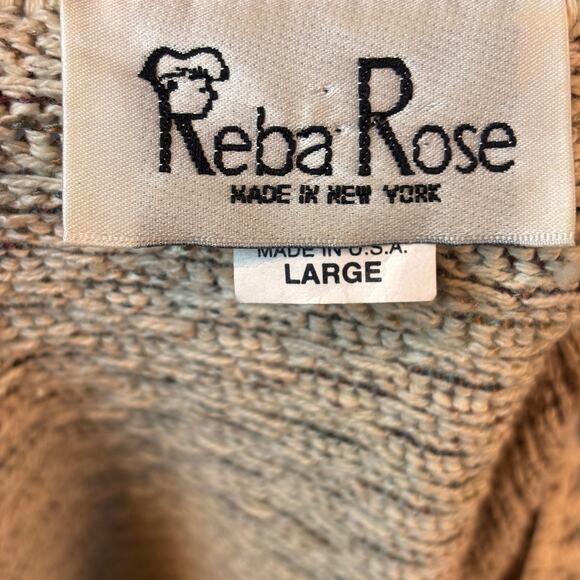 Reba Rose
MADE IN NEW YORK
MADE IN U.S.A.
LARGE